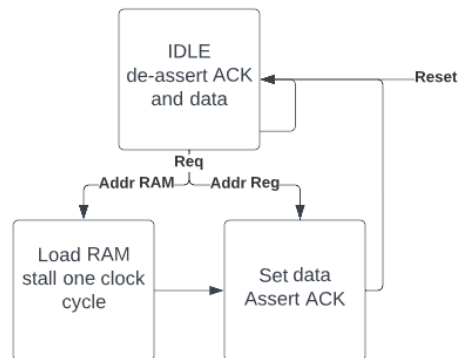 IDLE
de-assert ACK
and data
Reset
Req
Addr RAM
Addr Reg
Load RAM
stall one clock
cycle
Set data
Assert ACK